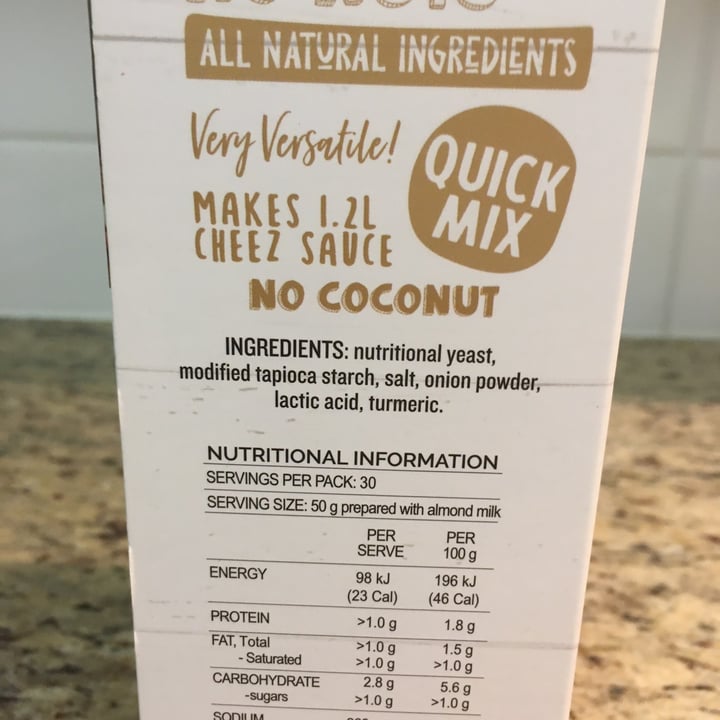 ALL NATURAL INGREDIENTS
Very Versatile!
QUICK
MIX
MAKES 1.2L
CHEEZ SAUCE
NO COCONUT
INGREDIENTS: nutritional yeast,
modified tapioca starch, salt, onion powder,
lactic acid, turmeric.
NUTRITIONAL INFORMATION
SERVINGS PER PACK: 30
SERVING SIZE: 50 g prepared with almond milk
PER SERVE PER 100 g
ENERGY 98 kJ 196 kJ
(23 Cal) (46 Cal)
PROTEIN >1.0 g 1.8 g
FAT, Total >1.0 g 1.5 g
- Saturated >1.0 g >1.0 g
CARBOHYDRATE 2.8 g 5.6 g
-sugars >1.0 g >1.0 g
SODIUM